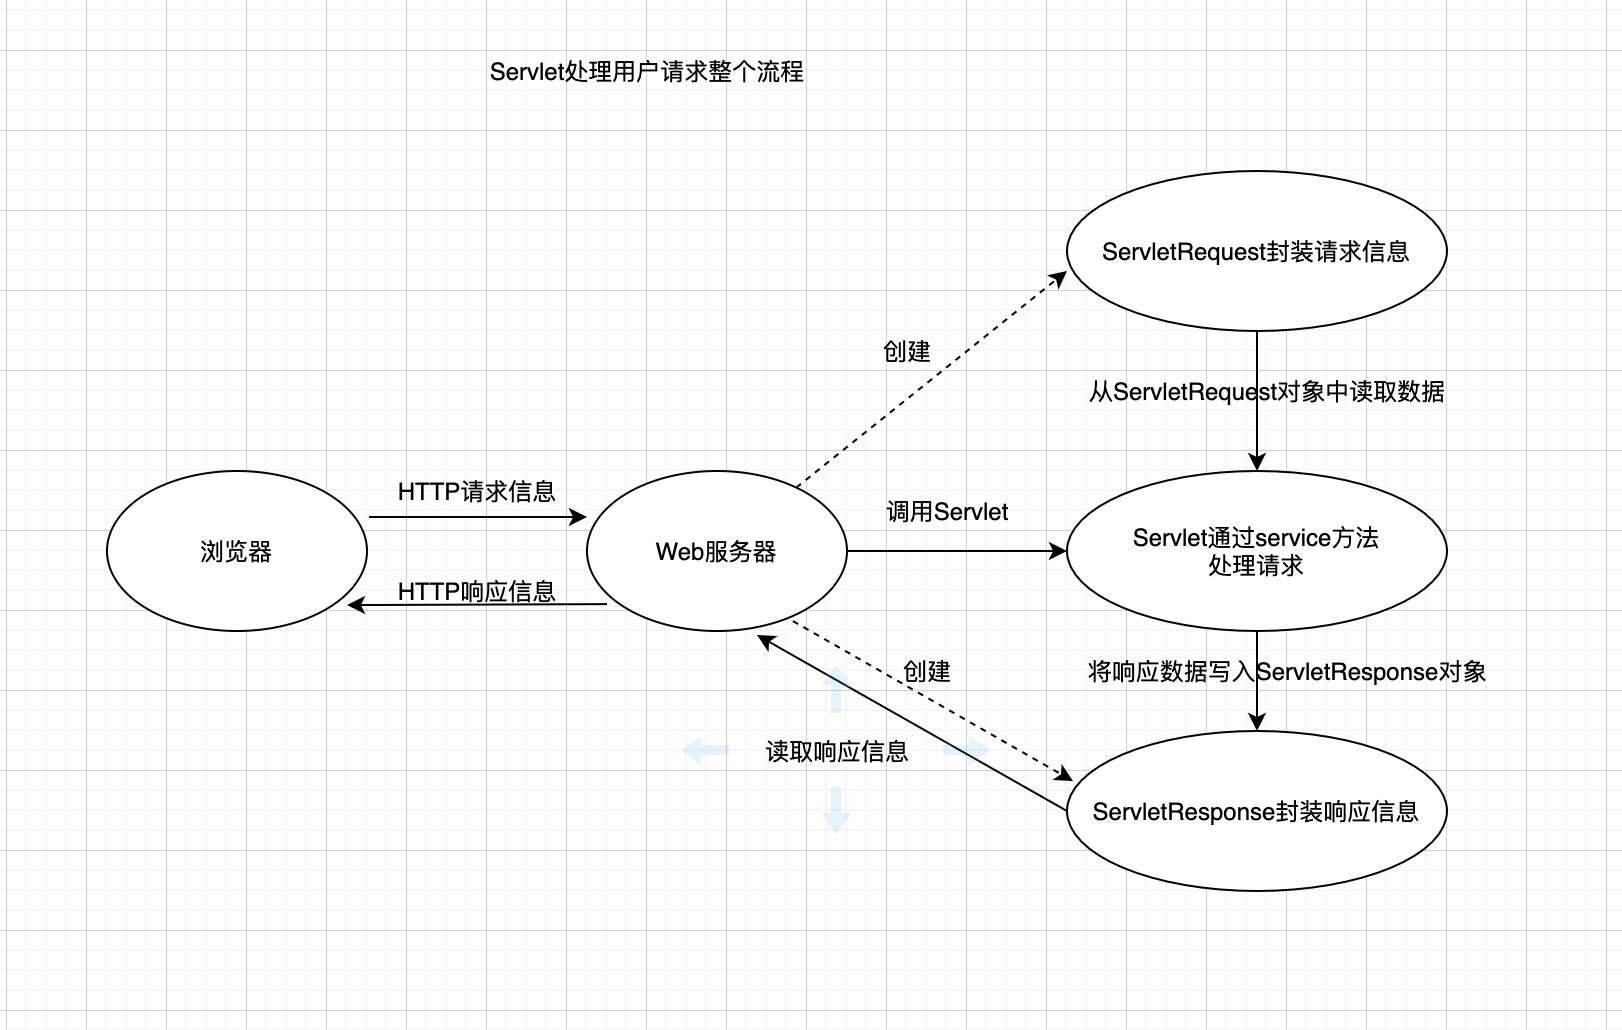 Servlet处理用户请求整个流程
ServletRequest封装请求信息
创建
从ServletRequest对象中读取数据
HTTP请求信息
调用Servlet
浏览器
Web服务器
Servlet通过service方法
处理请求
HTTP响应信息
创建
将响应数据写入ServletResponse对象
读取响应信息
ServletResponse封装响应信息